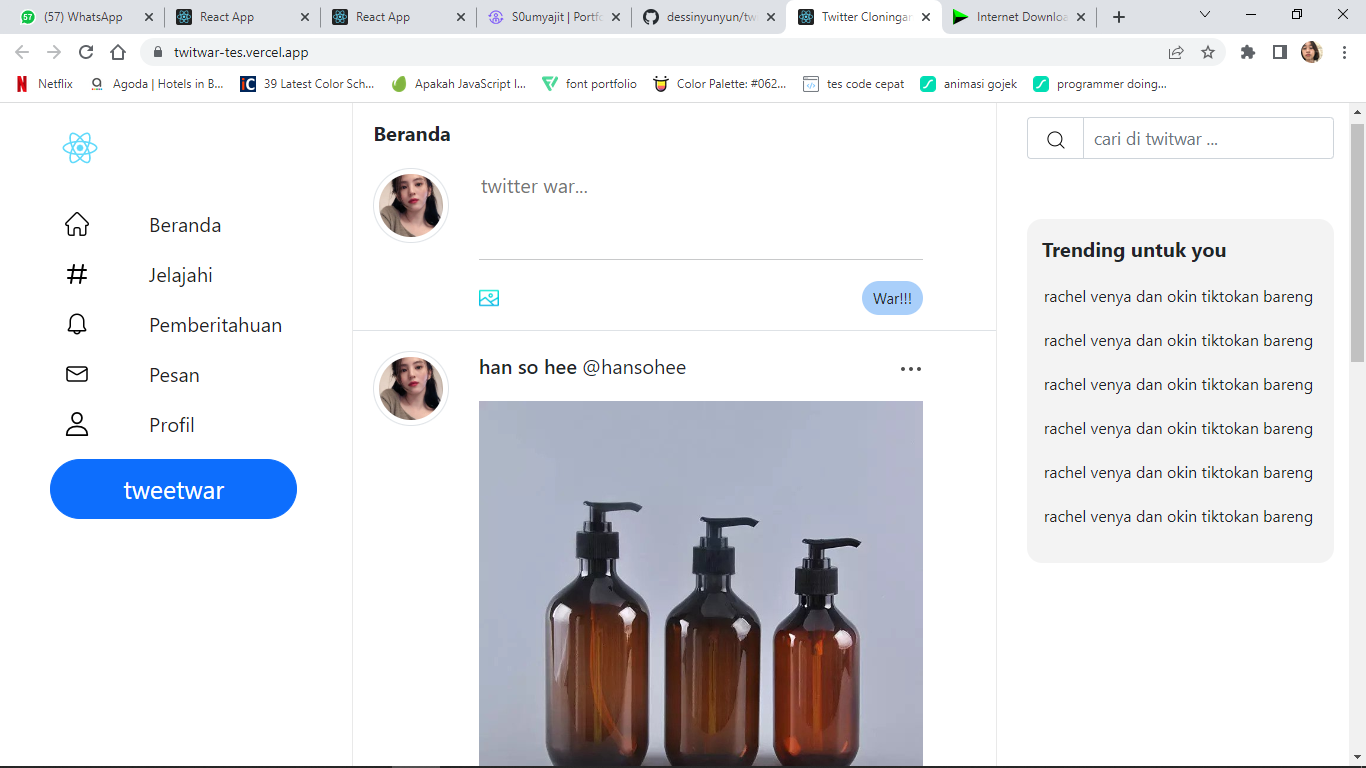 (57) WhatsApp
React App
React App
S0umyajit | Portfo
dessinyunyun/tw
Twitter Cloningar
Internet Downloa
twitwar-tes.vercel.app
Netflix
Agoda | Hotels in B...
39 Latest Color Sch...
Apakah JavaScript I...
font portfolio
Color Palette: #062...
tes code cepat
animasi gojek
programmer doing...
Beranda
Jelajahi
Pemberitahuan
Pesan
Profil
tweetwar
Beranda
twitter war...
War!!!
han so hee @hansohee
cari di twitwar ...
Trending untuk you
rachel venya dan okin tiktokan bareng
rachel venya dan okin tiktokan bareng
rachel venya dan okin tiktokan bareng
rachel venya dan okin tiktokan bareng
rachel venya dan okin tiktokan bareng
rachel venya dan okin tiktokan bareng